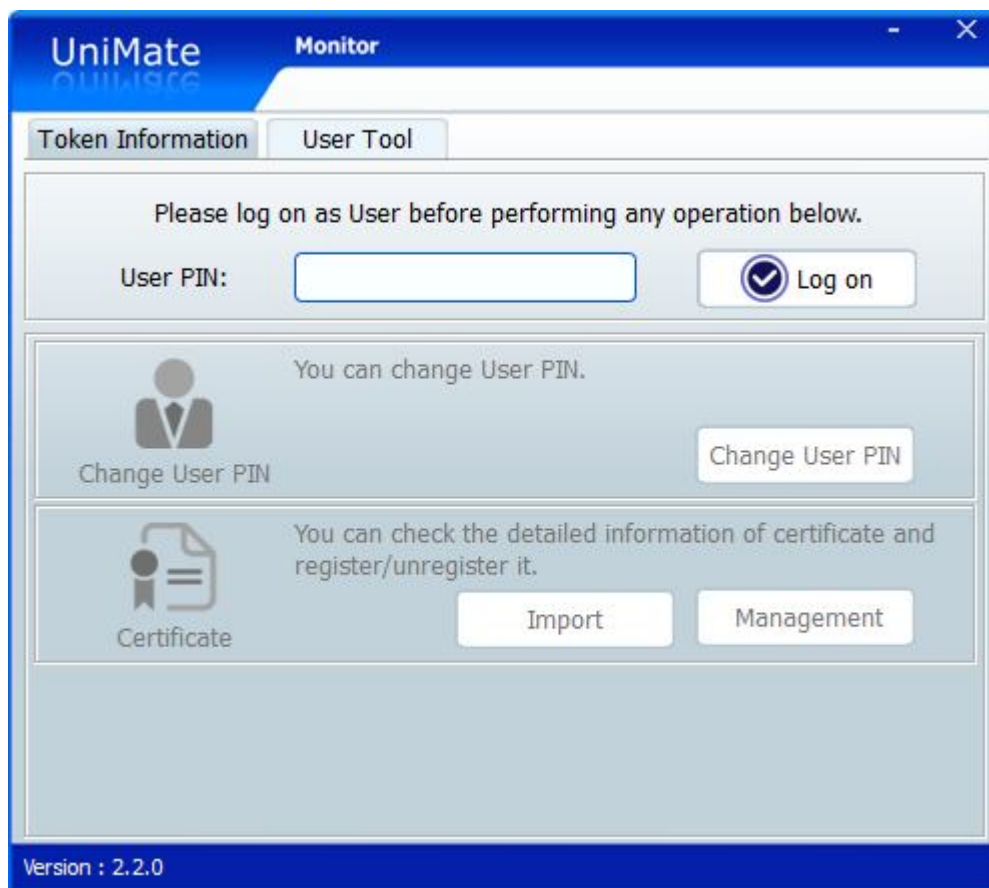 UniMate
Monitor
Token Information
User Tool
Please log on as User before performing any operation below.
User PIN:
Log on
You can change User PIN.
Change User PIN
Change User PIN
You can check the detailed information of certificate and
register/unregister it.
Certificate
Import
Management
Version : 2.2.0